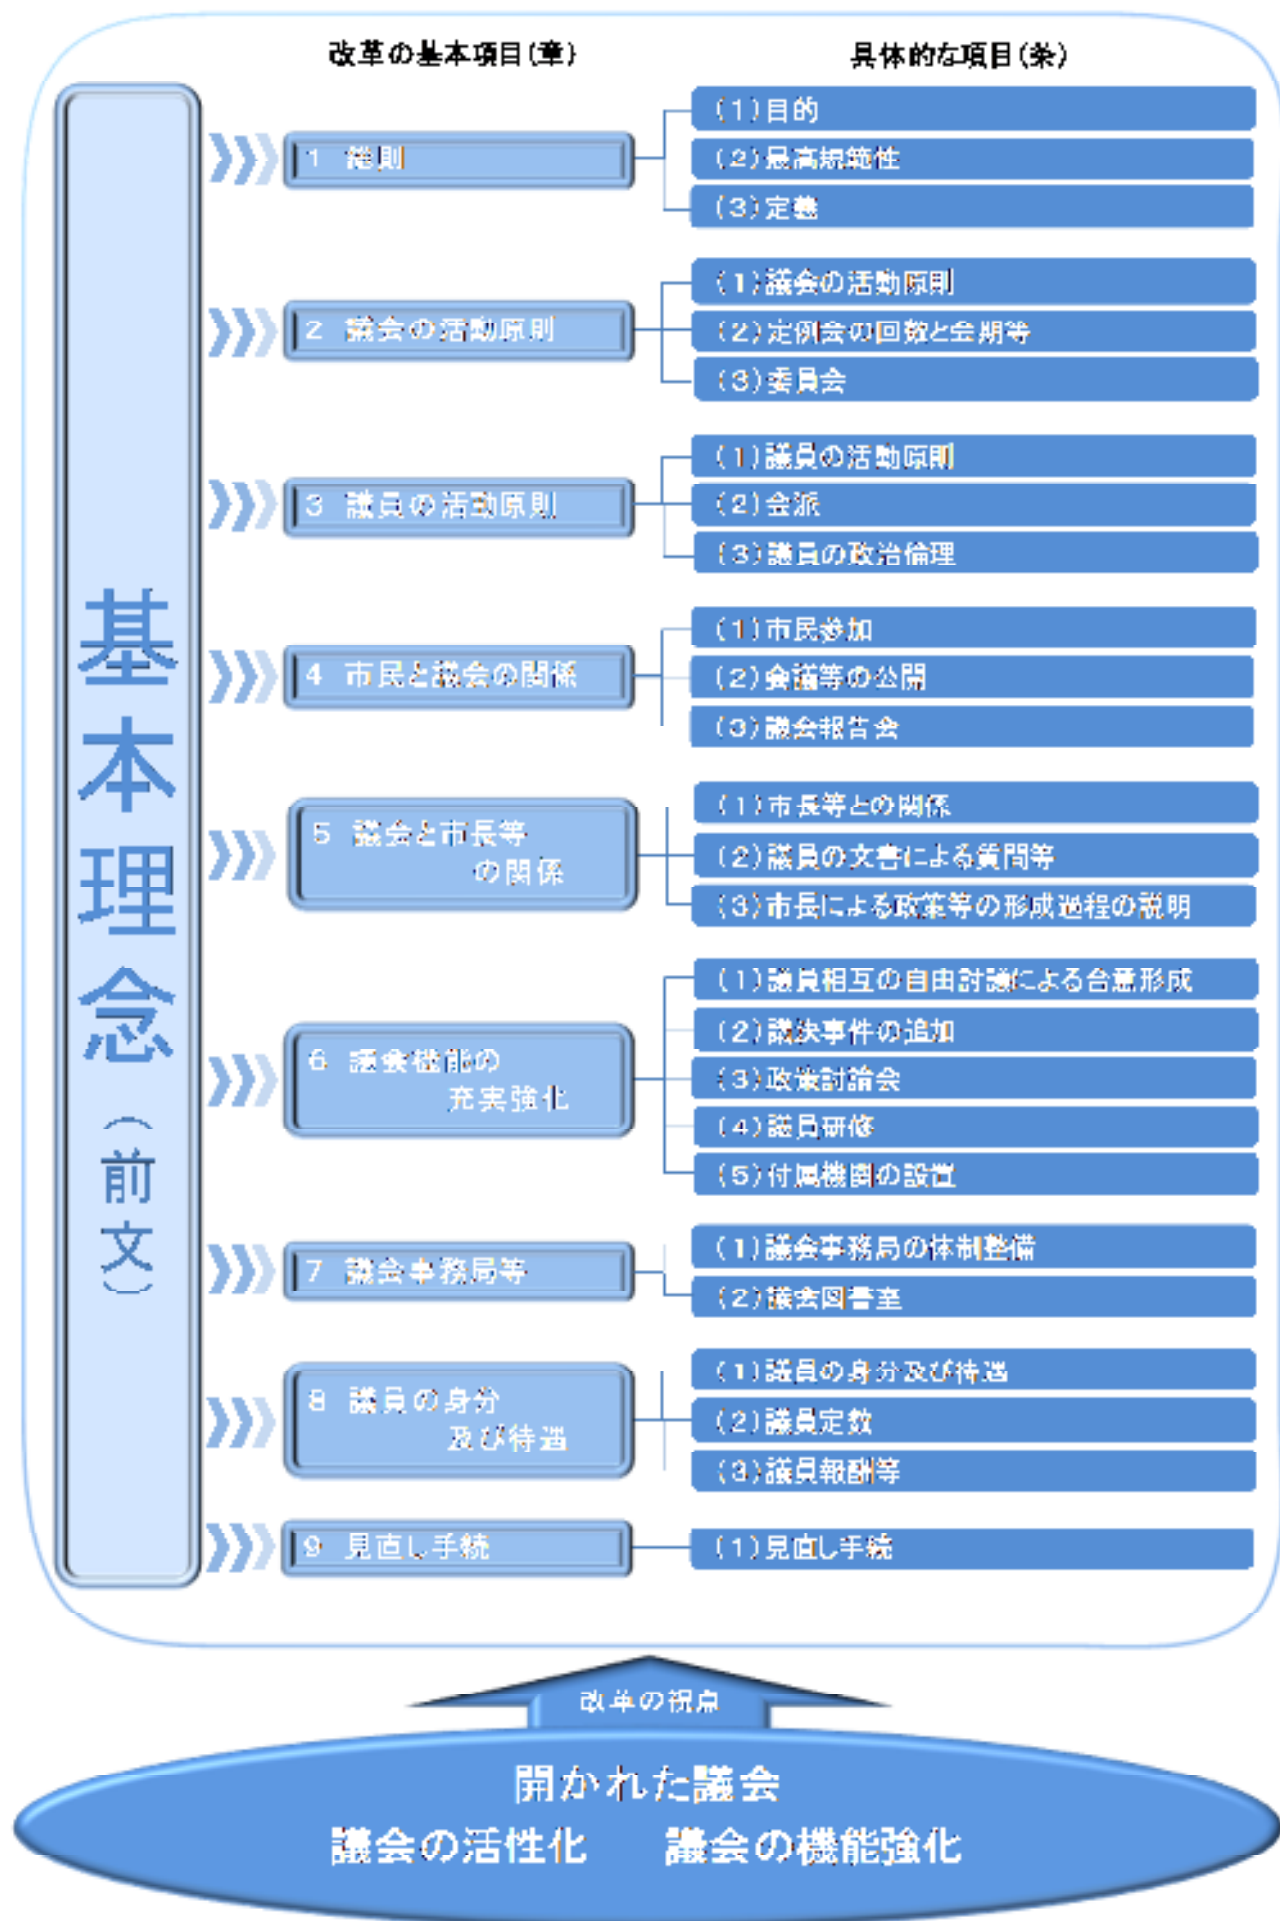 改革の基本項目(章)
具体的な項目(条)
基本理念(前文)
1 総則
(1)目的
(2)最高規範性
(3)定義
2 議会の活動原則
(1)議会の活動原則
(2)定例会の回数と会期等
(3)委員会
3 議員の活動原則
(1)議員の活動原則
(2)会派
(3)議員の政治倫理
4 市民と議会の関係
(1)市民参加
(2)会議等の公開
(3)議会報告会
5 議会と市長等
の関係
(1)市長等との関係
(2)議員の文書による質問等
(3)市長による政策等の形成過程の説明
6 議会機能の
充実強化
(1)議員相互の自由討議による合意形成
(2)議決事件の追加
(3)政策討論会
(4)議員研修
(5)付属機関の設置
7 議会事務局等
(1)議会事務局の体制整備
(2)議会図書室
8 議員の身分
及び待遇
(1)議員の身分及び待遇
(2)議員定数
(3)議員報酬等
9 見直し手続
(1)見直し手続
改革の視点
開かれた議会
議会の活性化 議会の機能強化